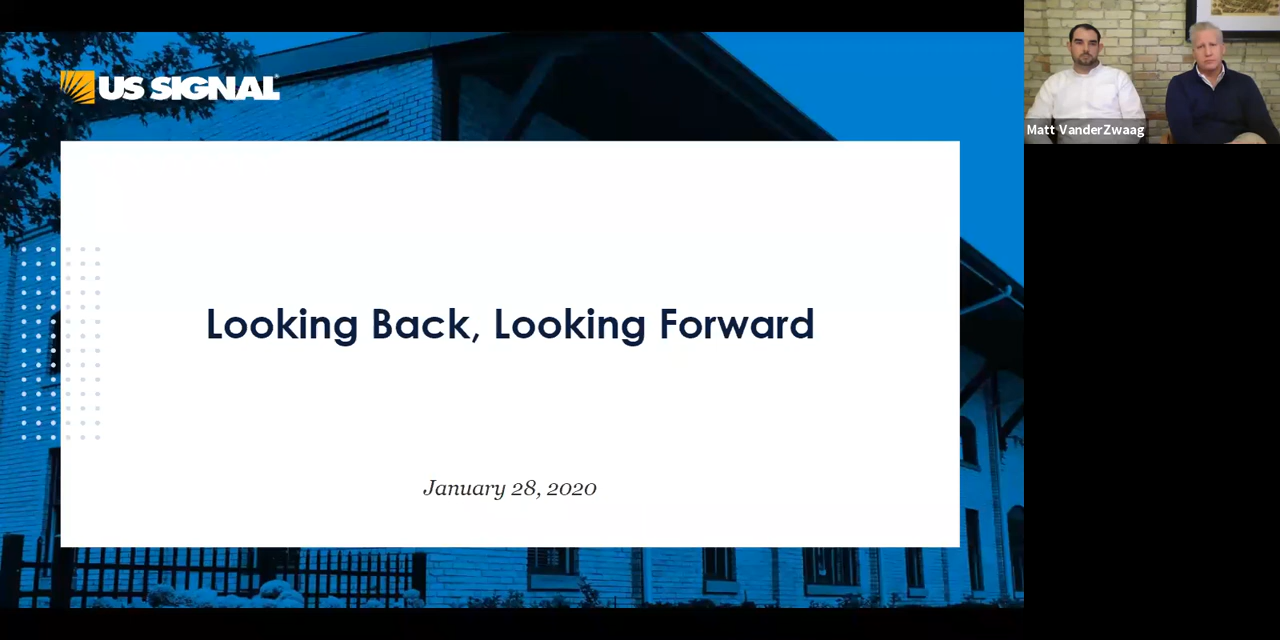 US SIGNAL
Matt VanderZwaag
Looking Back, Looking Forward
January 28, 2020